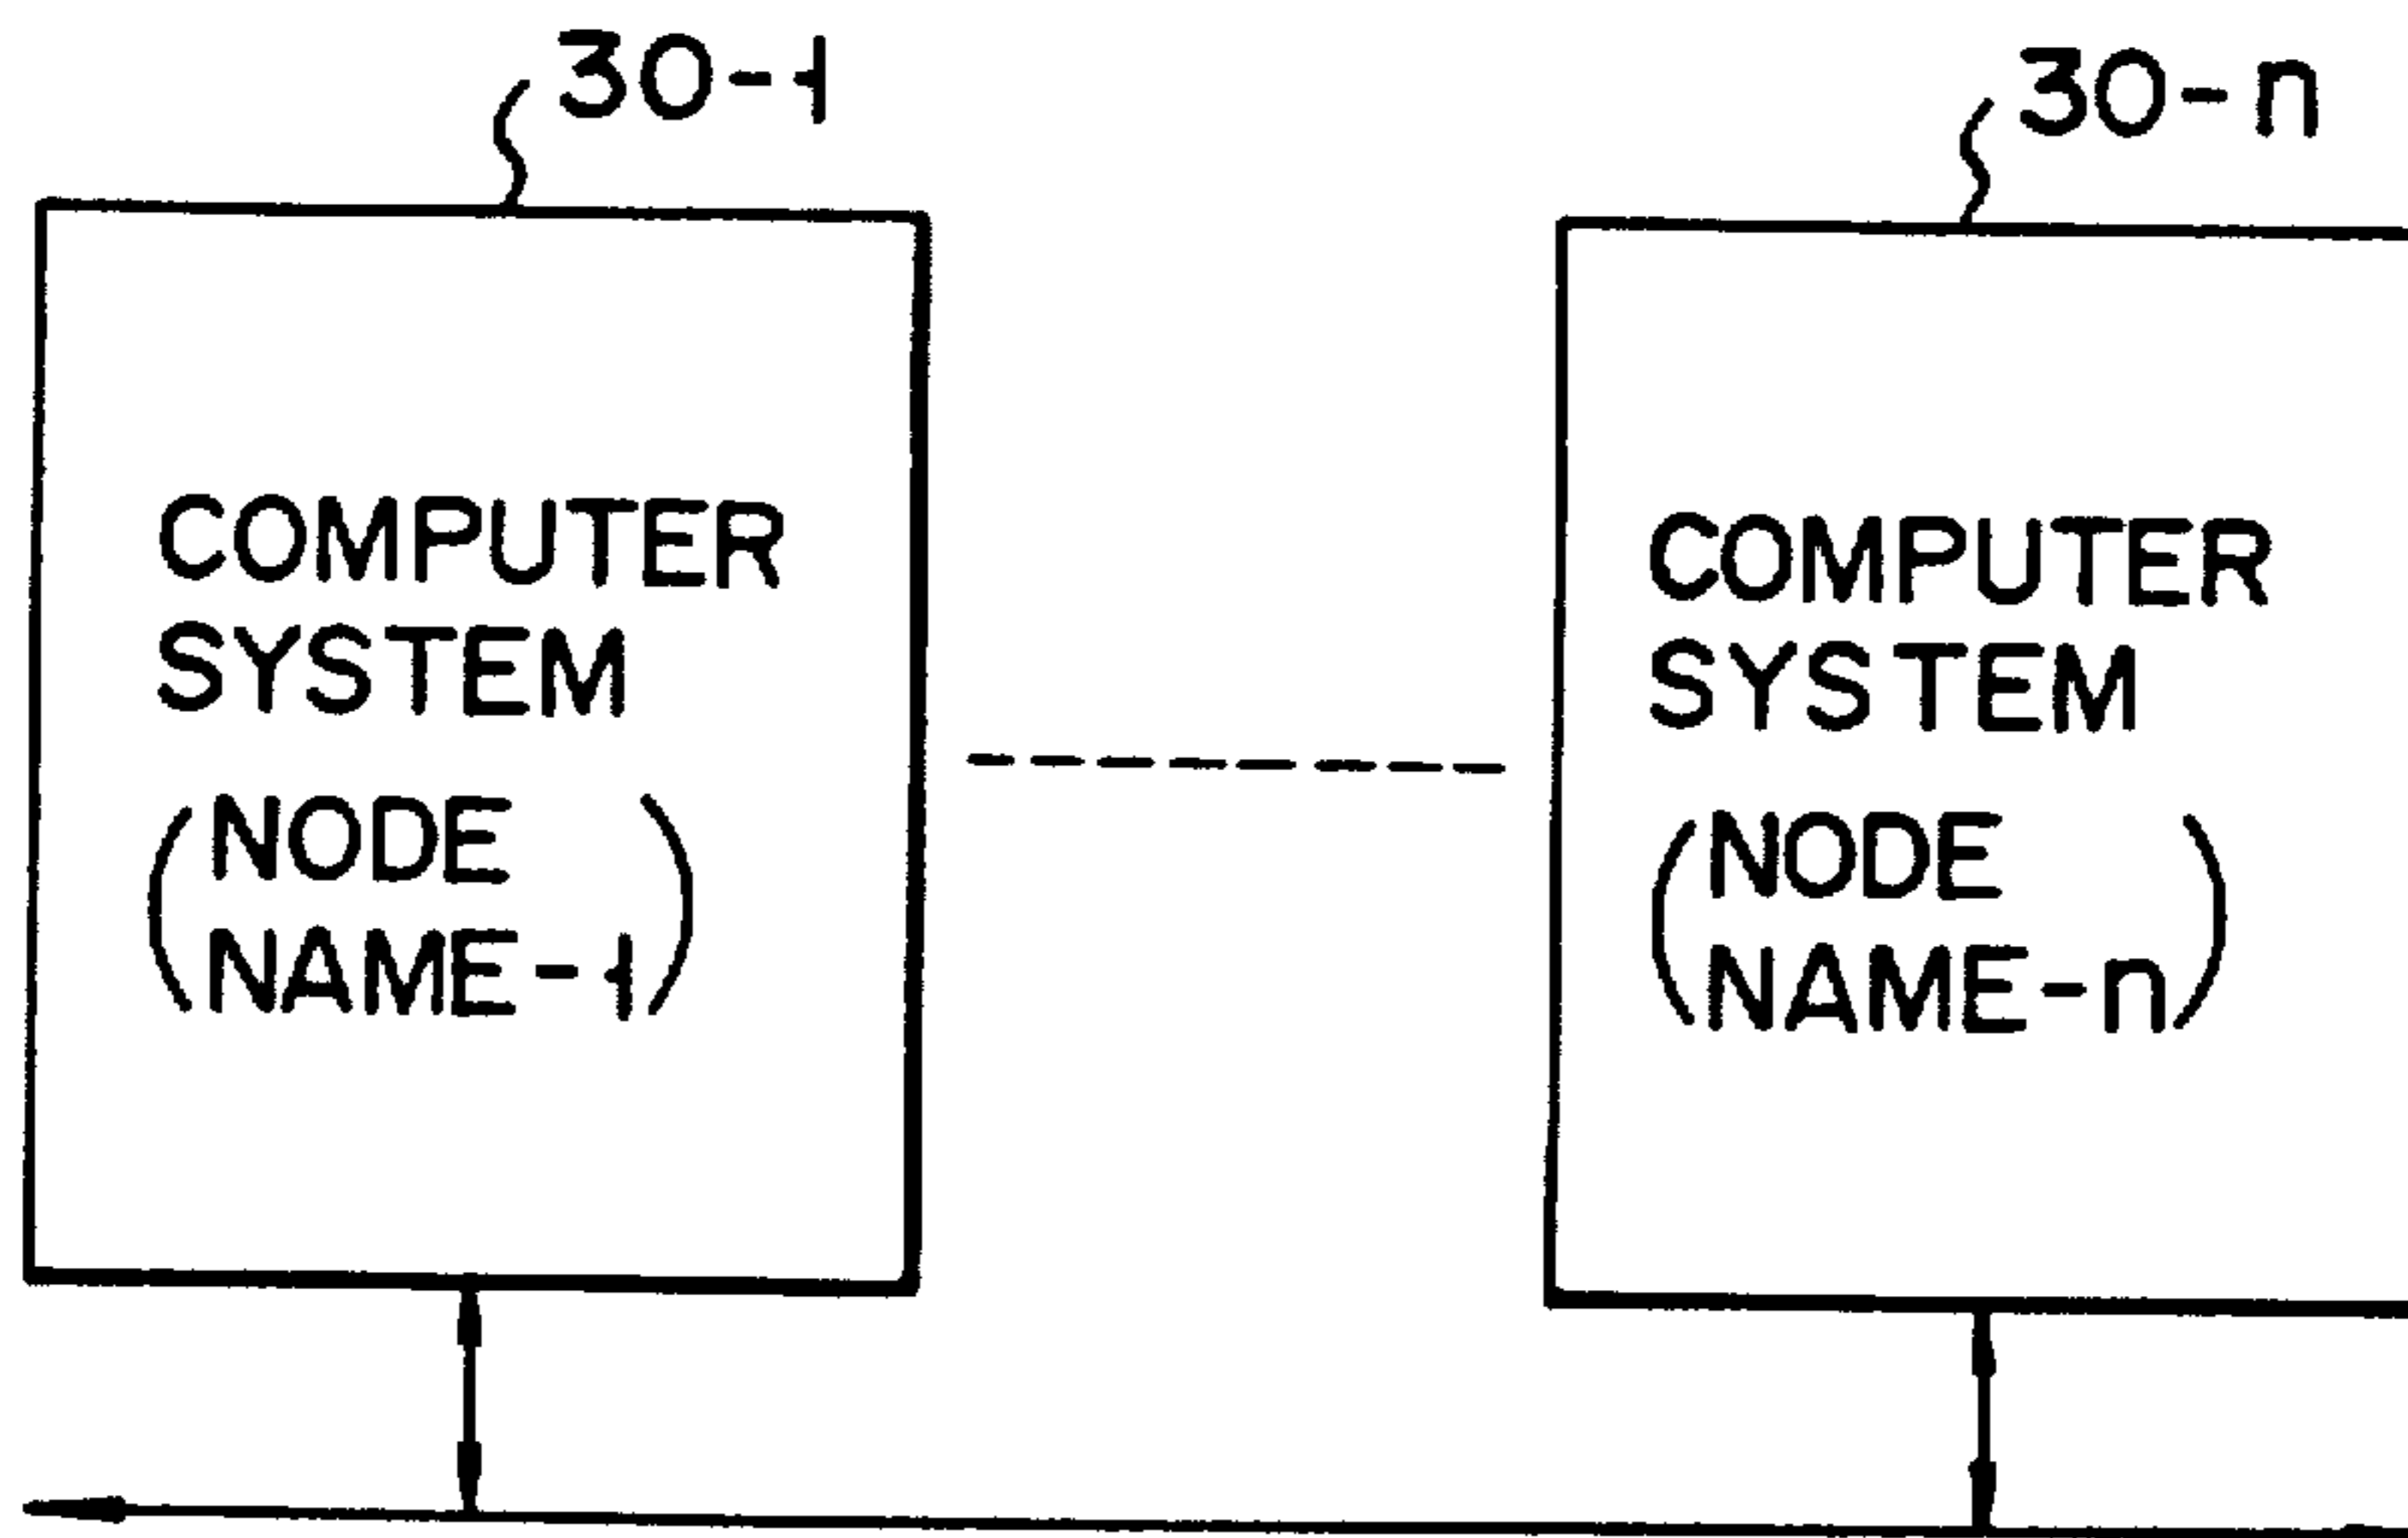 30-1
30-n
COMPUTER
SYSTEM
(NODE
NAME-1)
COMPUTER
SYSTEM
(NODE
NAME-n)